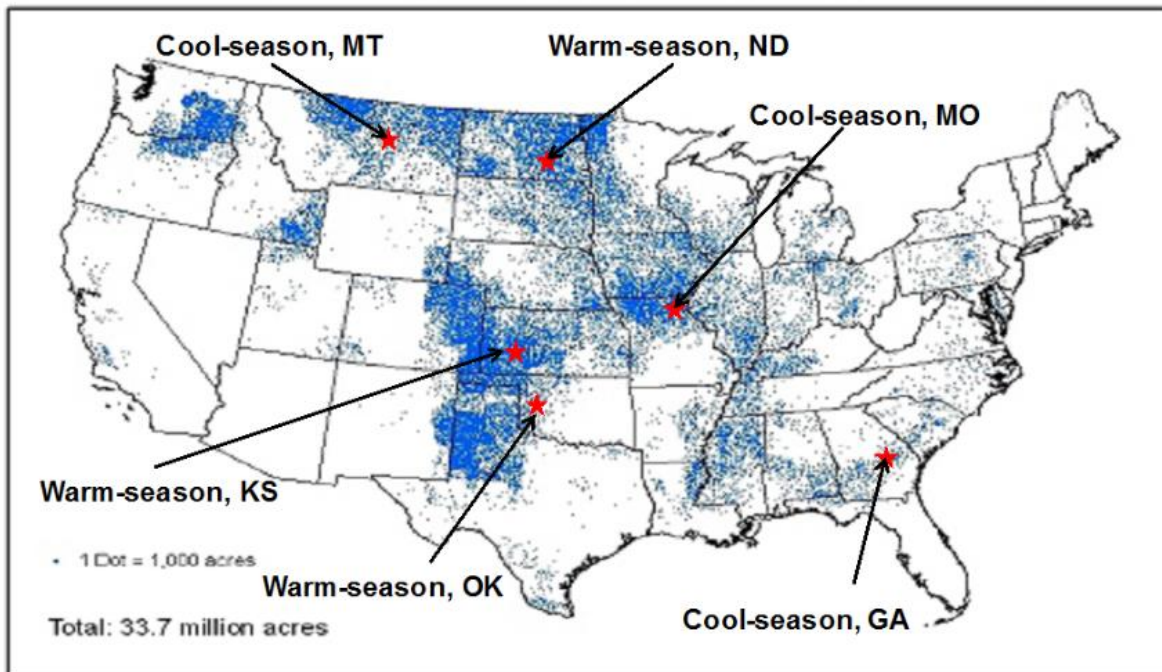 Cool-season, MT
Warm-season, ND
Cool-season, MO
Warm-season, KS
1 Dot = 1,000 acres
Warm-season, OK
Cool-season, GA
Total: 33.7 million acres